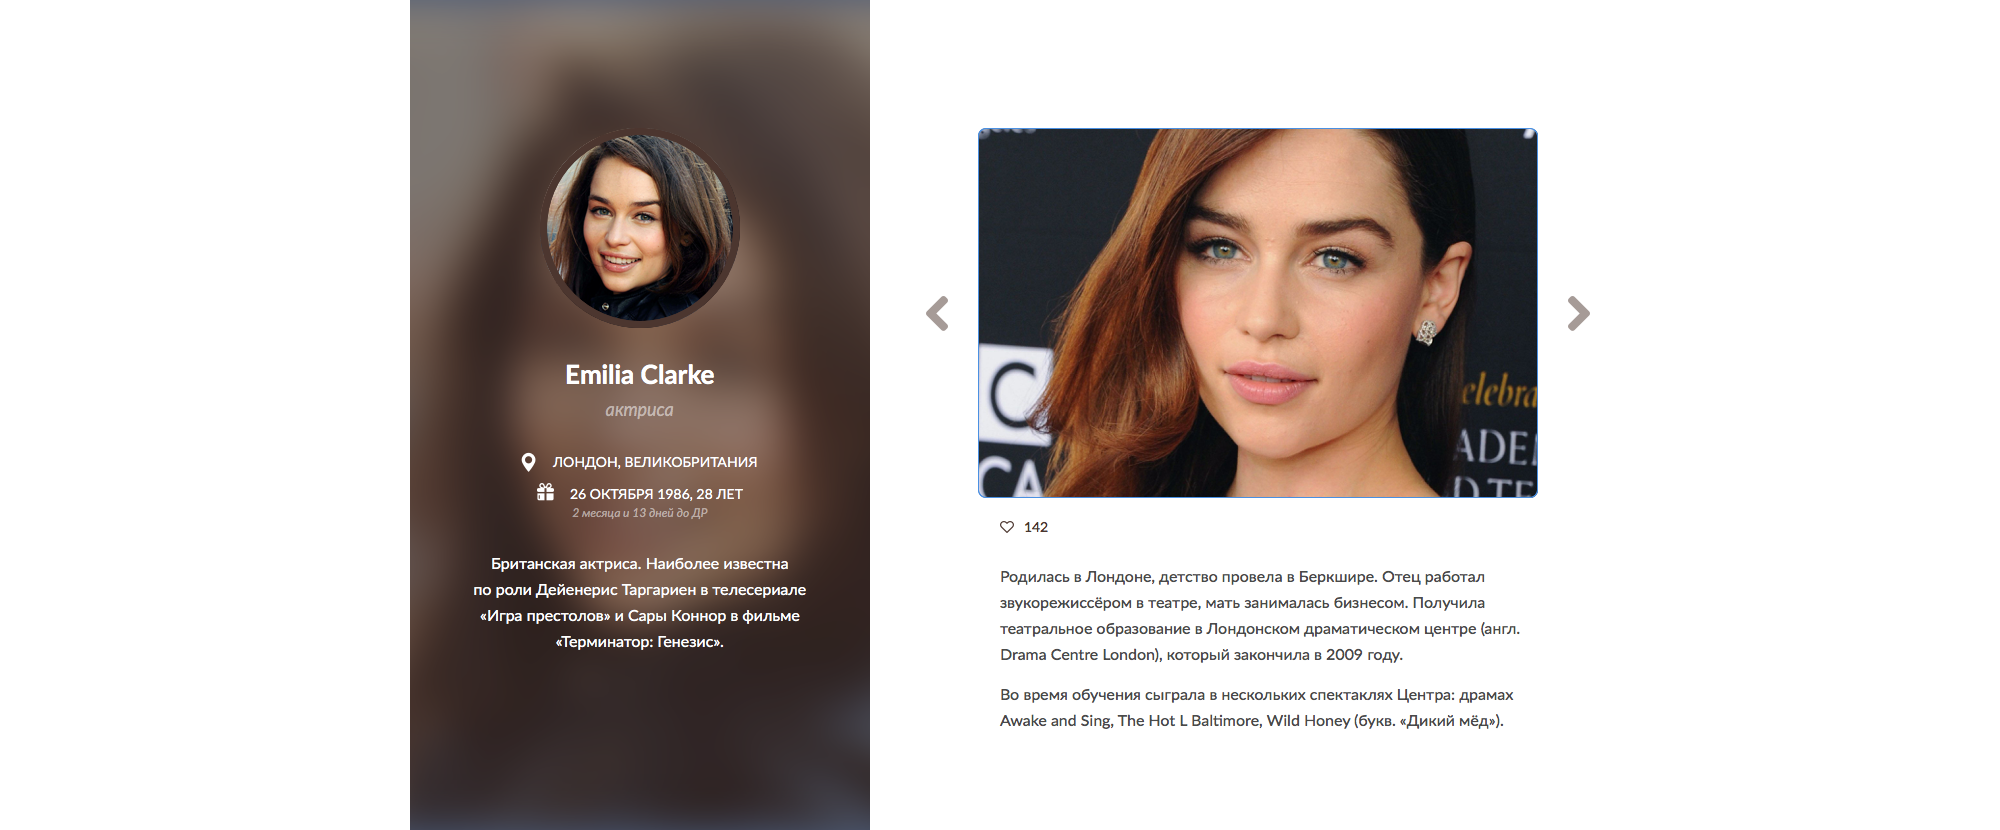 Emilia Clarke
актриса
ЛОНДОН, ВЕЛИКОБРИТАНИЯ
26 ОКТЯБРЯ 1986, 28 ЛЕТ
2 месяца и 13 дней до ДР
Британская актриса. Наиболее известна
по роли Дейенерис Таргариен в телесериале
«Игра престолов» и Сары Коннор в фильме
«Терминатор: Генезис».
C
CA
elebra
ADEM
D TE
142
Родилась в Лондоне, детство провела в Беркшире. Отец работал
звукорежиссёром в театре, мать занималась бизнесом. Получила
театральное образование в Лондонском драматическом центре (англ.
Drama Centre London), который закончила в 2009 году.
Во время обучения сыграла в нескольких спектаклях Центра: драмах
Awake and Sing, The Hot L Baltimore, Wild Honey (букв. «Дикий мёд»).